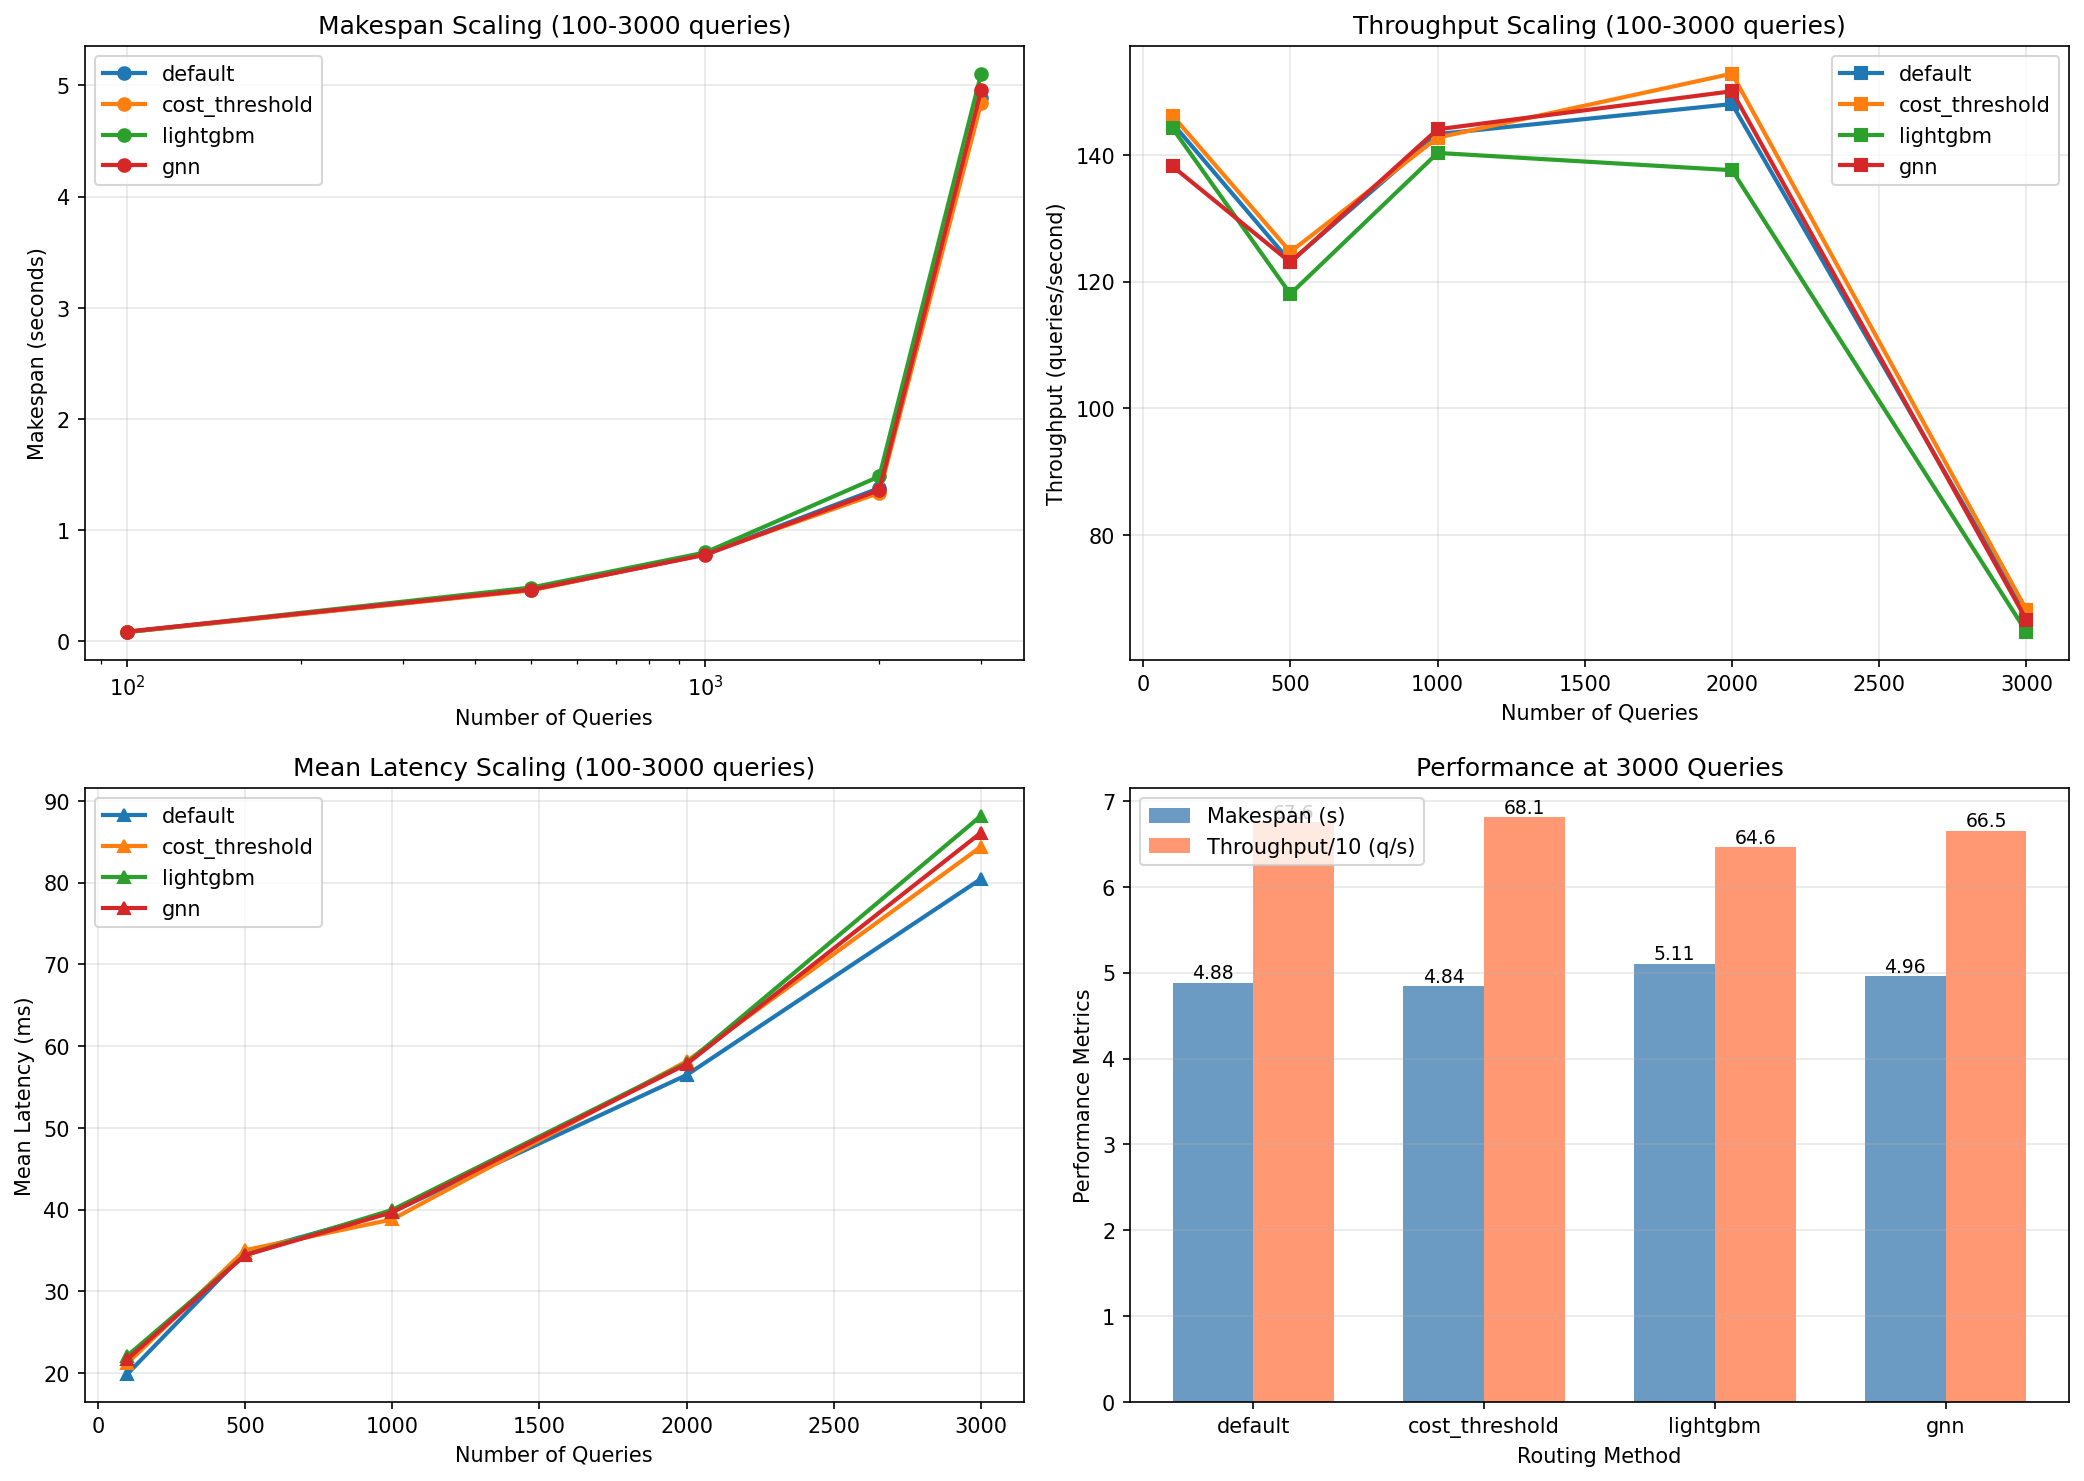 Makespan Scaling (100-3000 queries)
default
cost_threshold
lightgbm
gnn
5
4
3
2
1
0
Makespan (seconds)
10²
10³
Number of Queries
Throughput Scaling (100-3000 queries)
default
cost_threshold
lightgbm
gnn
140
120
100
80
Throughput (queries/second)
0 500 1000 1500 2000 2500 3000
Number of Queries
Mean Latency Scaling (100-3000 queries)
default
cost_threshold
lightgbm
gnn
90
80
70
60
50
40
30
20
Mean Latency (ms)
0 500 1000 1500 2000 2500 3000
Number of Queries
Performance at 3000 Queries
Makespan (s)
Throughput/10 (q/s)
67.6
68.1
64.6
66.5
4.88
4.84
5.11
4.96
7
6
5
4
3
2
1
0
Performance Metrics
default cost_threshold lightgbm gnn
Routing Method